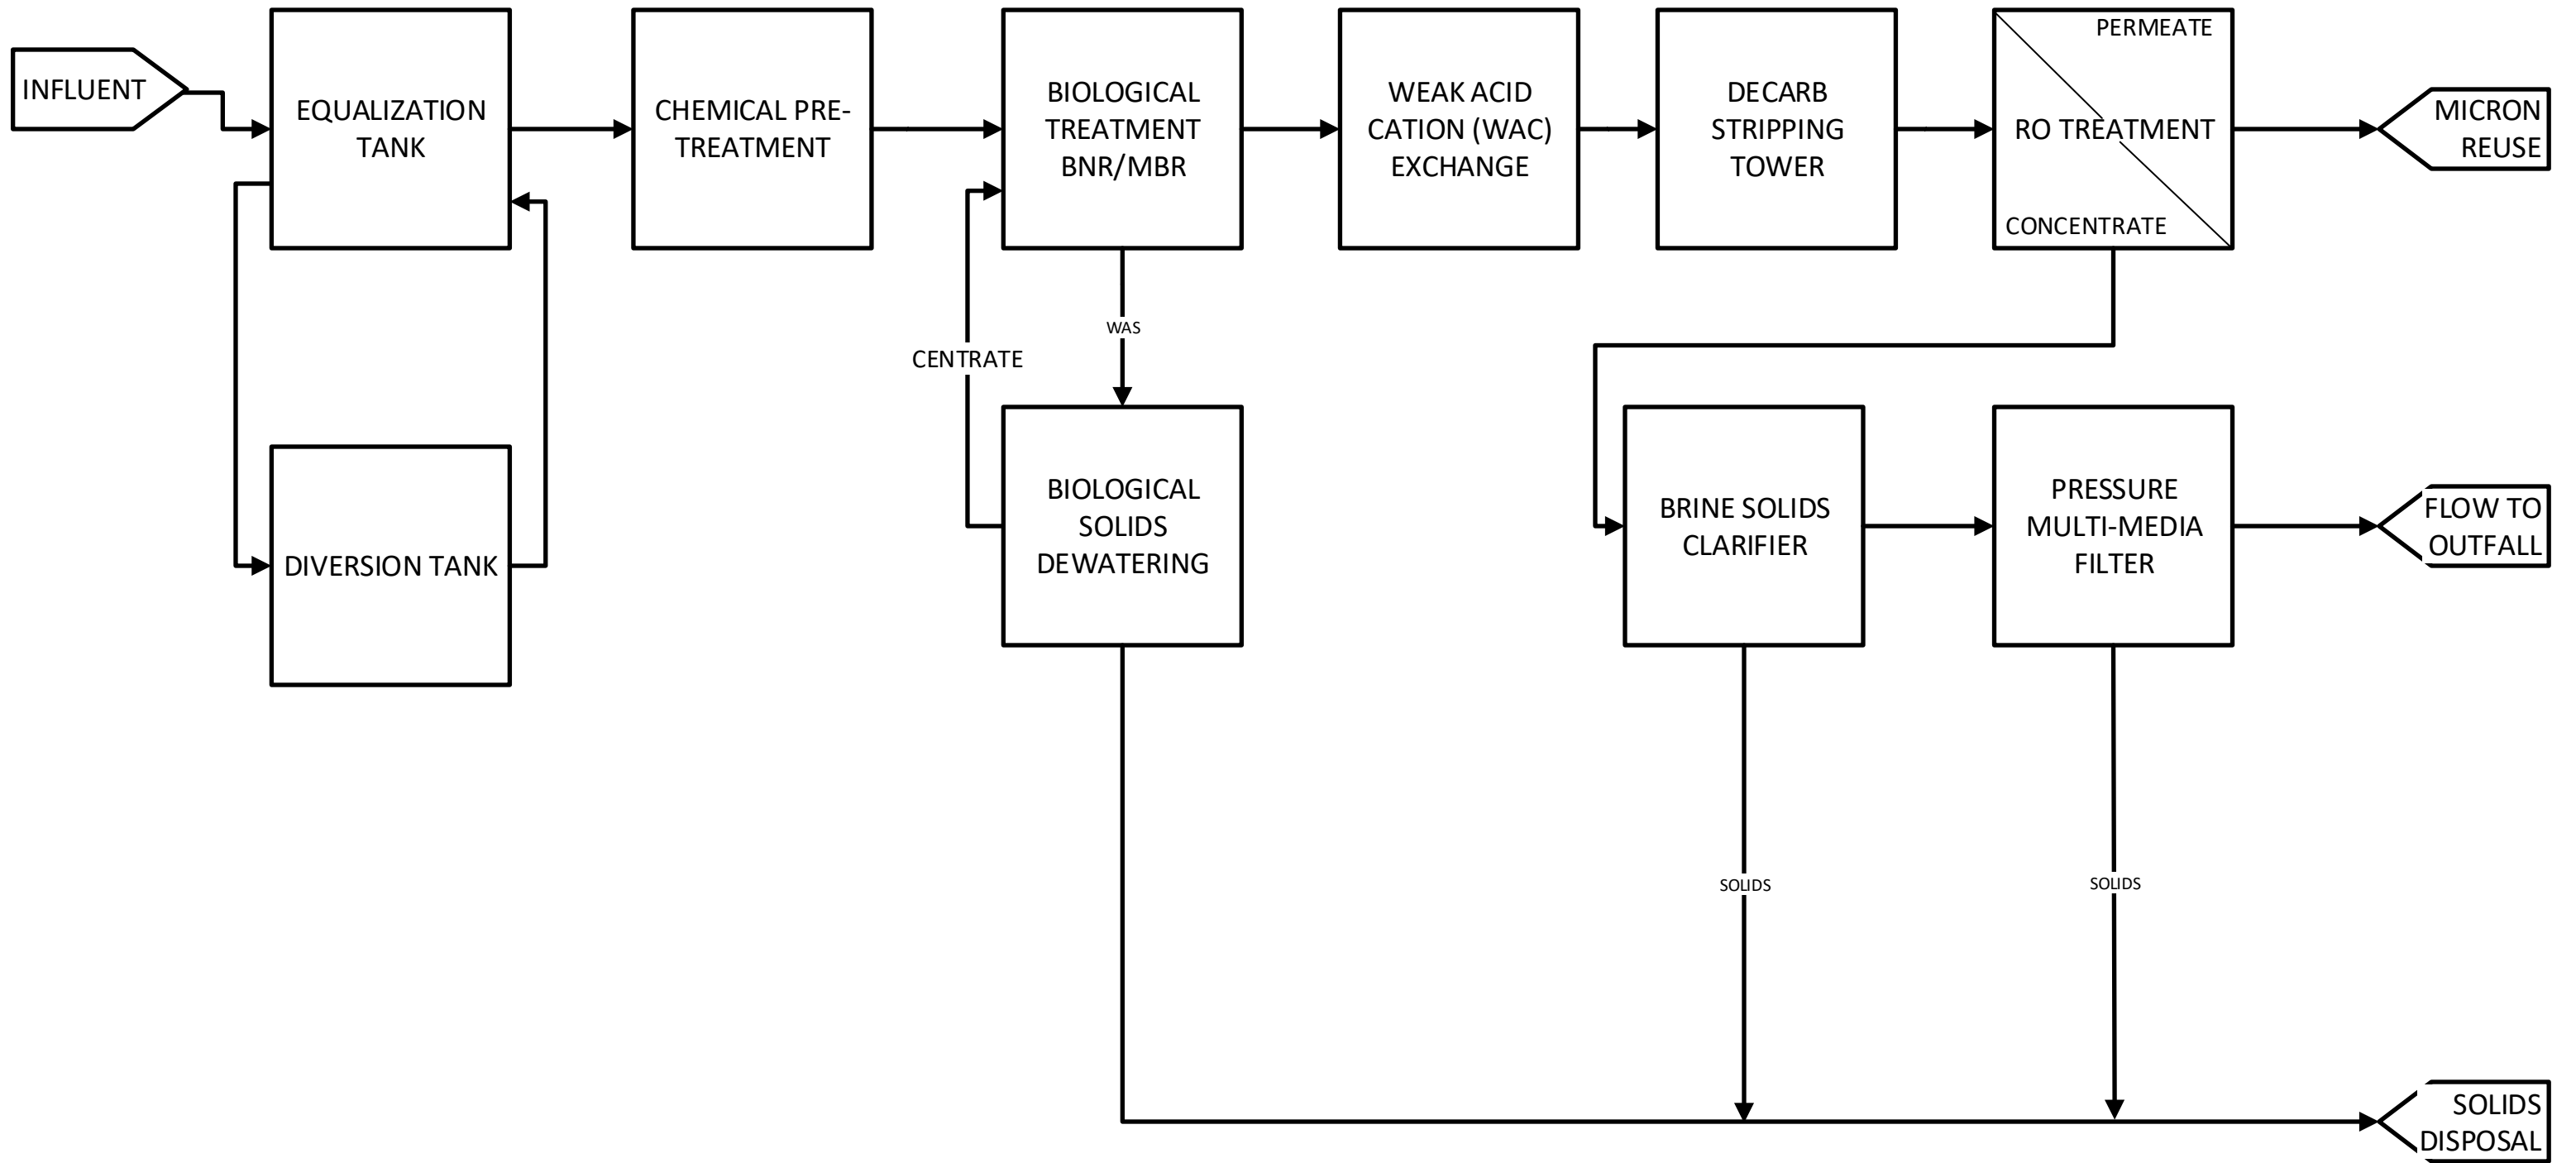 INFLUENT
EQUALIZATION
TANK
CHEMICAL PRE-
TREATMENT
BIOLOGICAL
TREATMENT
BNR/MBR
WEAK ACID
CATION (WAC)
EXCHANGE
DECARB
STRIPPING
TOWER
PERMEATE
RO TREATMENT
CONCENTRATE
MICRON
REUSE
WAS
CENTRATE
DIVERSION TANK
BIOLOGICAL
SOLIDS
DEWATERING
BRINE SOLIDS
CLARIFIER
PRESSURE
MULTI-MEDIA
FILTER
FLOW TO
OUTFALL
SOLIDS
SOLIDS
SOLIDS
DISPOSAL